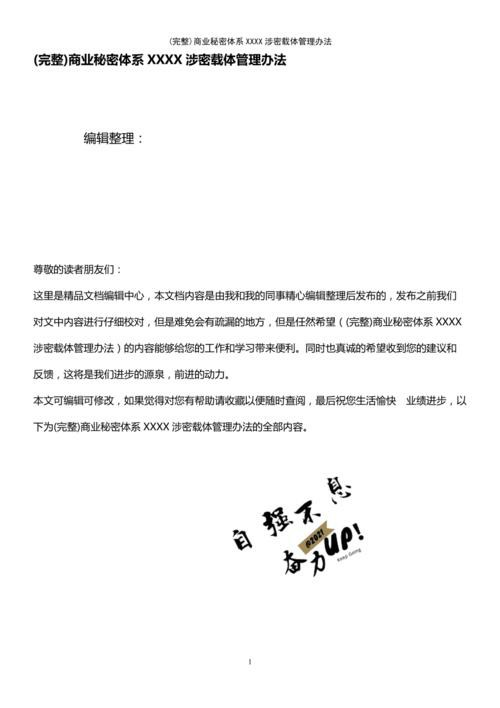 (完整)商业秘密体系 XXXX 涉密载体管理办法
(完整)商业秘密体系 XXXX 涉密载体管理办法
编辑整理：
尊敬的读者朋友们：
这里是精品文档编辑中心，本文档内容是由我和我的同事精心编辑整理后发布的，发布之前我们
对文中内容进行仔细校对，但是难免会有疏漏的地方，但是任然希望（(完整)商业秘密体系 XXXX
涉密载体管理办法）的内容能够给您的工作和学习带来便利。同时也真诚的希望收到您的建议和
反馈，这将是我们进步的源泉，前进的动力。
本文可编辑可修改，如果觉得对您有帮助请收藏以便随时查阅，最后祝您生活愉快 业绩进步，以
下为(完整)商业秘密体系 XXXX 涉密载体管理办法的全部内容。
自强不息
@2021
奋力UP!
Keep Going
1